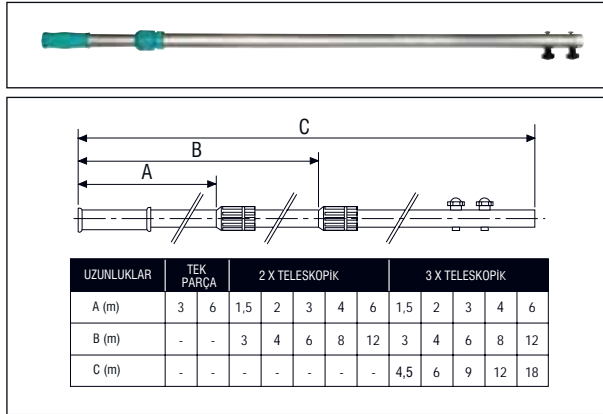 C
B
A
UZUNLUKLAR TEK PARÇA 2 X TELESKOPİK 3 X TELESKOPİK
A (m) 3 6 1,5 2 3 4 6 1,5 2 3 4 6
B (m) - - 3 4 6 8 12 3 4 6 8 12
C (m) - - - - - - - 4,5 6 9 12 18